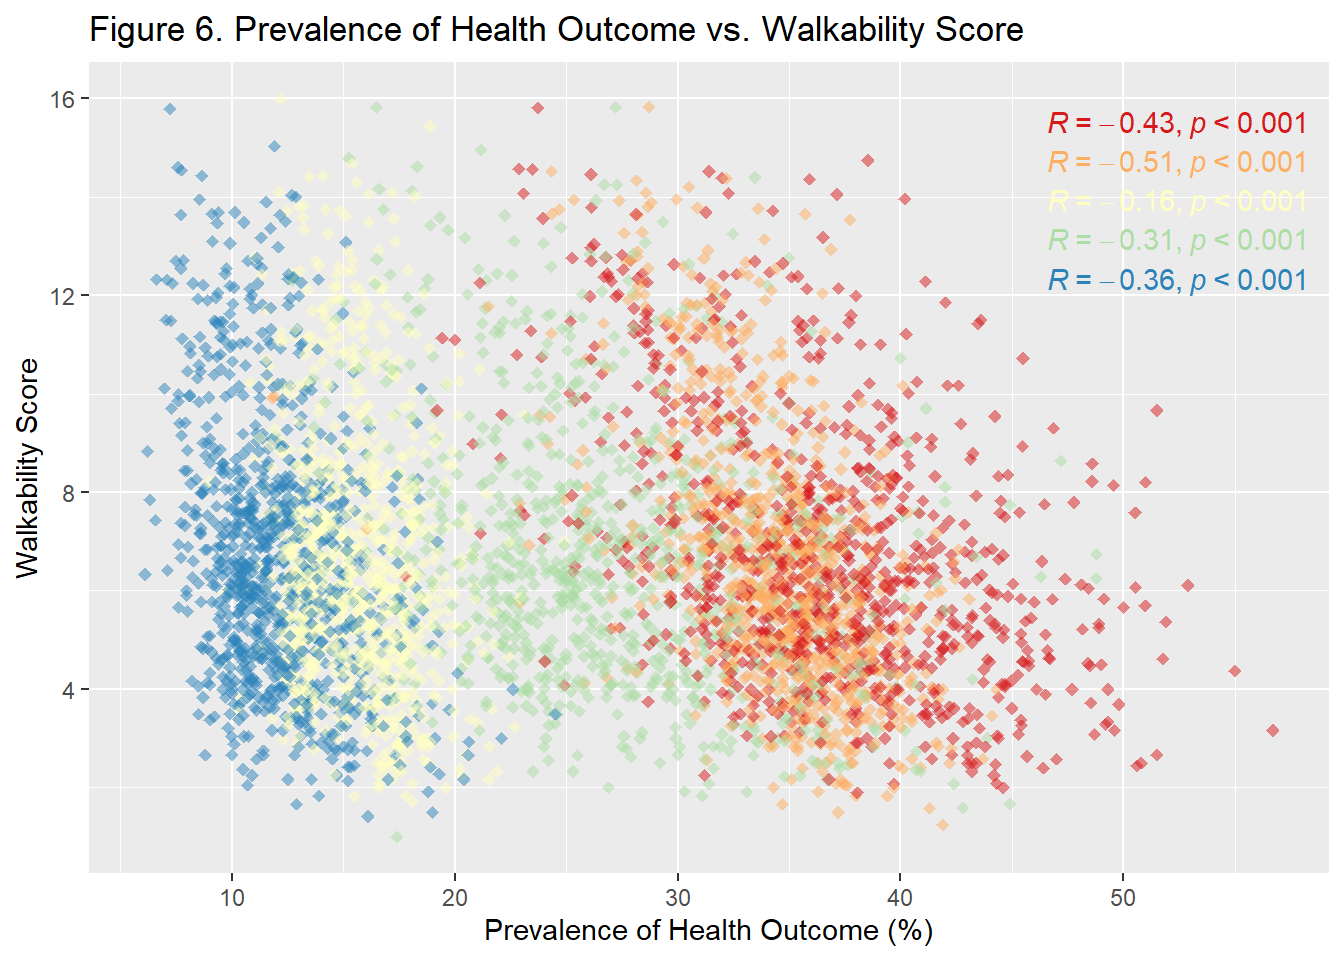 Figure 6. Prevalence of Health Outcome vs. Walkability Score
16
R = −0.43, p < 0.001
R = −0.51, p < 0.001
R = −0.16, p < 0.001
R = −0.31, p < 0.001
R = −0.36, p < 0.001
12
Walkability Score
8
4
10 20 30 40 50
Prevalence of Health Outcome (%)